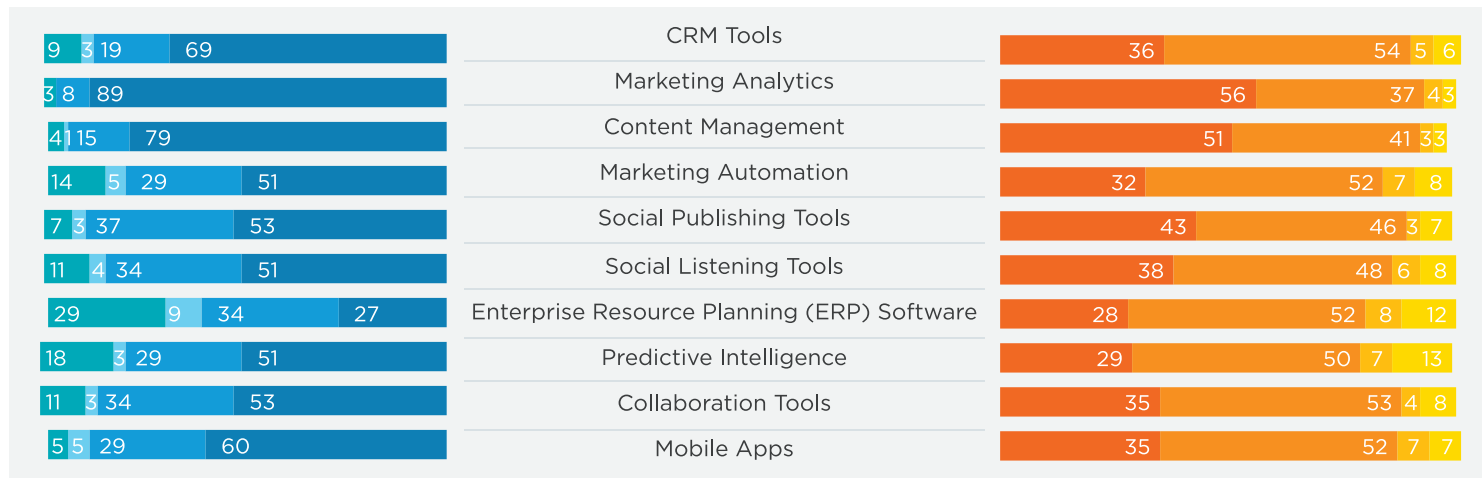 9 3 19 69 CRM Tools 36 54 5 6
3 8 89 Marketing Analytics 56 37 4 3
4 1 15 79 Content Management 51 41 3 3
14 5 29 51 Marketing Automation 32 52 7 8
7 3 37 53 Social Publishing Tools 43 46 3 7
11 4 34 51 Social Listening Tools 38 48 6 8
29 9 34 27 Enterprise Resource Planning (ERP) Software 28 52 8 12
18 3 29 51 Predictive Intelligence 29 50 7 13
11 3 34 53 Collaboration Tools 35 53 4 8
5 5 29 60 Mobile Apps 35 52 7 7